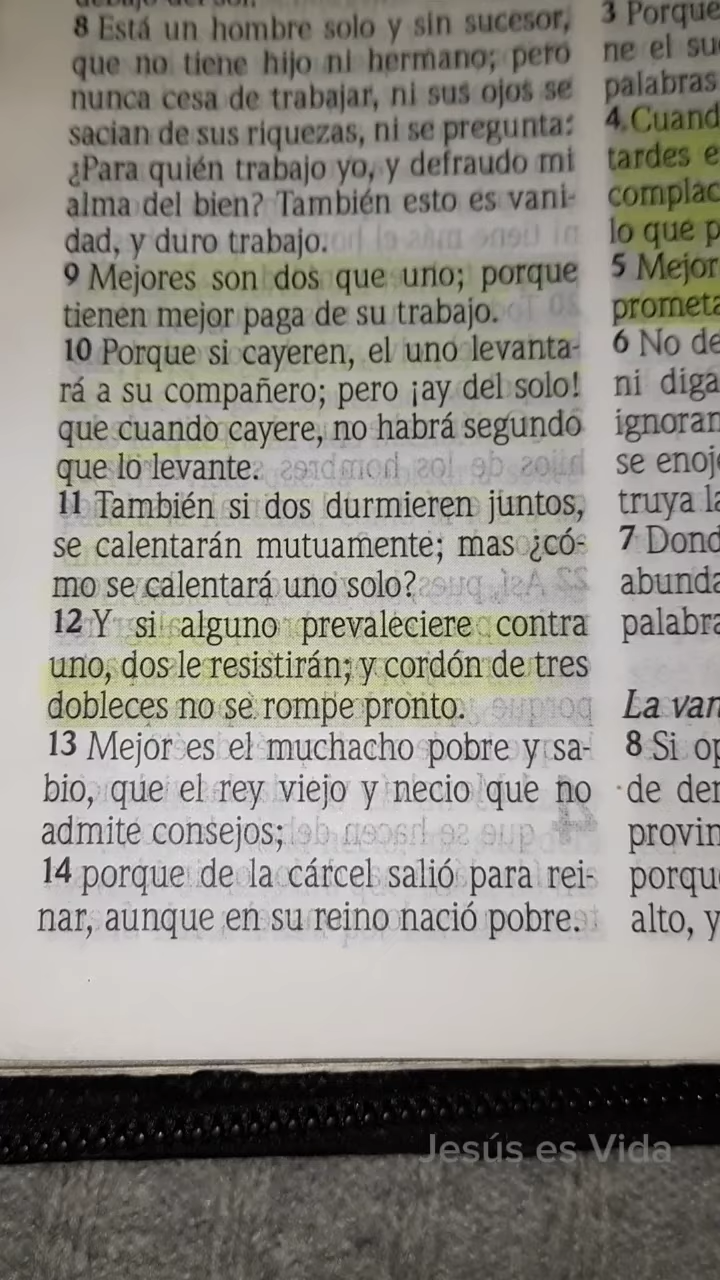 8 Está un hombre solo y sin sucesor,
que no tiene hijo ni hermano; pero
nunca cesa de trabajar, ni sus ojos se
sacian de sus riquezas, ni se pregunta:
¿Para quién trabajo yo, y defraudo mi
alma del bien? También esto es vani-
dad, y duro trabajo.
9 Mejores son dos que uno; porque
tienen mejor paga de su trabajo.
10 Porque si cayeren, el uno levanta-
rá a su compañero; pero ¡ay del solo!
que cuando cayere, no habrá segundo
que lo levante.
11 También si dos durmieren juntos,
se calentarán mutuamente; mas ¿có-
mo se calentará uno solo?
12 Y si alguno prevaleciere contra
uno, dos le resistirán; y cordón de tres
dobleces no se rompe pronto.
13 Mejor es el muchacho pobre y sa-
bio, que el rey viejo y necio que no
admite consejos;
14 porque de la cárcel salió para rei-
nar, aunque en su reino nació pobre.
3 Porque
ne el su
palabras
4 Cuand
tardes e
complac
lo que p
5 Mejor
prometa
6 No de
ni diga
ignoran
se enoj
truya la
7 Dond
abunda
palabra
La van
8 Si op
de der
provin
porqu
alto, y
Jesús es Vida